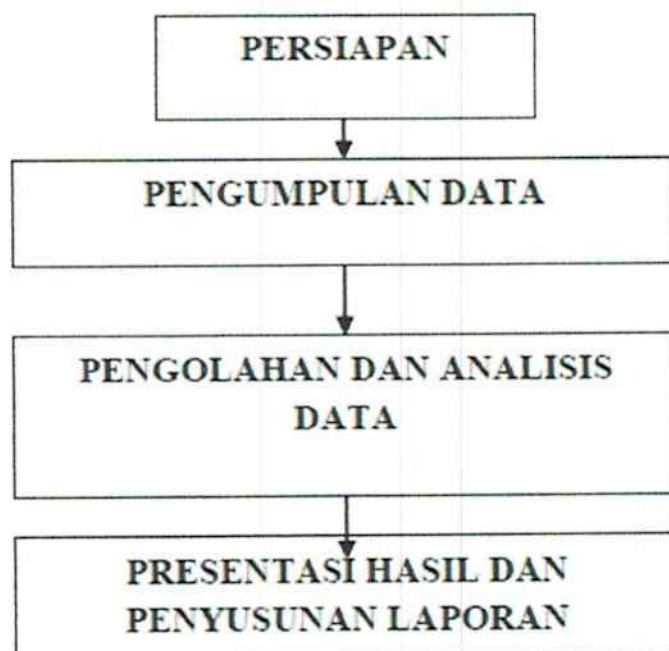 PERSIAPAN
PENGUMPULAN DATA
PENGOLAHAN DAN ANALISIS
DATA
PRESENTASI HASIL DAN
PENYUSUNAN LAPORAN